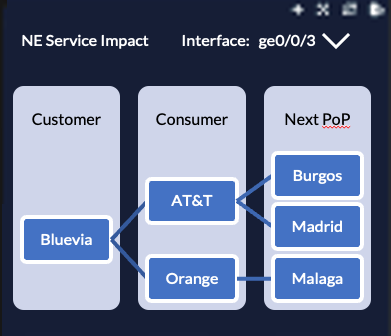 NE Service Impact Interface: ge0/0/3
Customer Consumer Next PoP
Burgos
AT&T
Madrid
Bluevia
Orange Malaga